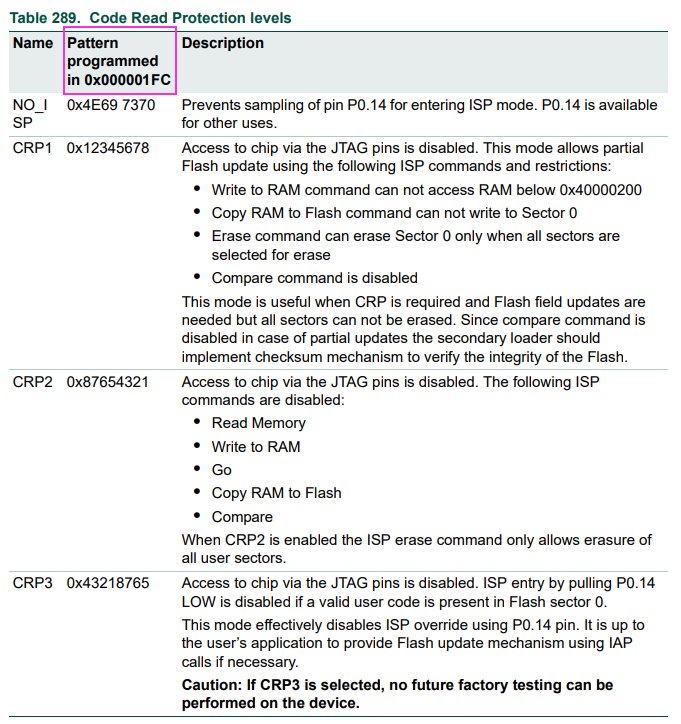 Table 289. Code Read Protection levels
Name Pattern programmed in 0x000001FC Description
NO_ISP 0x4E69 7370 Prevents sampling of pin P0.14 for entering ISP mode. P0.14 is available
for other uses.
CRP1 0x12345678 Access to chip via the JTAG pins is disabled. This mode allows partial
Flash update using the following ISP commands and restrictions:
• Write to RAM command can not access RAM below 0x40000200
• Copy RAM to Flash command can not write to Sector 0
• Erase command can erase Sector 0 only when all sectors are
selected for erase
• Compare command is disabled
This mode is useful when CRP is required and Flash field updates are
needed but all sectors can not be erased. Since compare command is
disabled in case of partial updates the secondary loader should
implement checksum mechanism to verify the integrity of the Flash.
CRP2 0x87654321 Access to chip via the JTAG pins is disabled. The following ISP
commands are disabled:
• Read Memory
• Write to RAM
• Go
• Copy RAM to Flash
• Compare
When CRP2 is enabled the ISP erase command only allows erasure of
all user sectors.
CRP3 0x43218765 Access to chip via the JTAG pins is disabled. ISP entry by pulling P0.14
LOW is disabled if a valid user code is present in Flash sector 0.
This mode effectively disables ISP override using P0.14 pin. It is up to
the user's application to provide Flash update mechanism using IAP
calls if necessary.
Caution: If CRP3 is selected, no future factory testing can be
performed on the device.